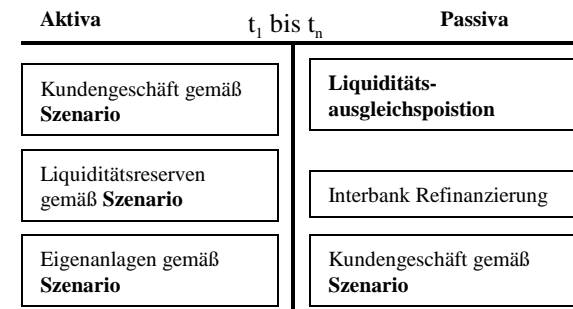 Aktiva
t1 bis tn
Passiva
Kundengeschäft gemäß
Szenario
Liquiditätsreserven
gemäß Szenario
Eigenanlagen gemäß
Szenario
Liquiditäts-
ausgleichspoistion
Interbank Refinanzierung
Kundengeschäft gemäß
Szenario